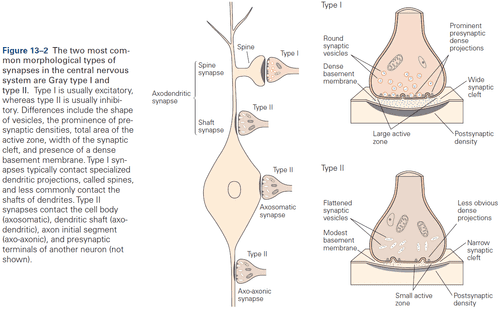 Figure 13–2 The two most com-
mon morphological types of
synapses in the central nervous
system are Gray type I and
type II. Type I is usually excitatory,
whereas type II is usually inhibi-
tory. Differences include the shape
of vesicles, the prominence of pre-
synaptic densities, total area of the
active zone, width of the synaptic
cleft, and presence of a dense
basement membrane. Type I syn-
apses typically contact specialized
dendritic projections, called spines,
and less commonly contact the
shafts of dendrites. Type II
synapses contact the cell body
(axosomatic), dendritic shaft (axo-
dendritic), axon initial segment
(axo-axonic), and presynaptic
terminals of another neuron (not
shown).
Spine
Type I
Spine
synapse
Axodendritic
synapse
Type II
Shaft
synapse
Type II
Axosomatic
synapse
Type II
Axo-axonic
synapse
Type I
Round
synaptic
vesicles
Dense
basement
membrane
Prominent
presynaptic
dense
projections
Wide
synaptic
cleft
Large active
zone
Postsynaptic
density
Type II
Flattened
synaptic
vesicles
Modest
basement
membrane
Less obvious
dense
projections
Narrow
synaptic
cleft
Small active
zone
Postsynaptic
density